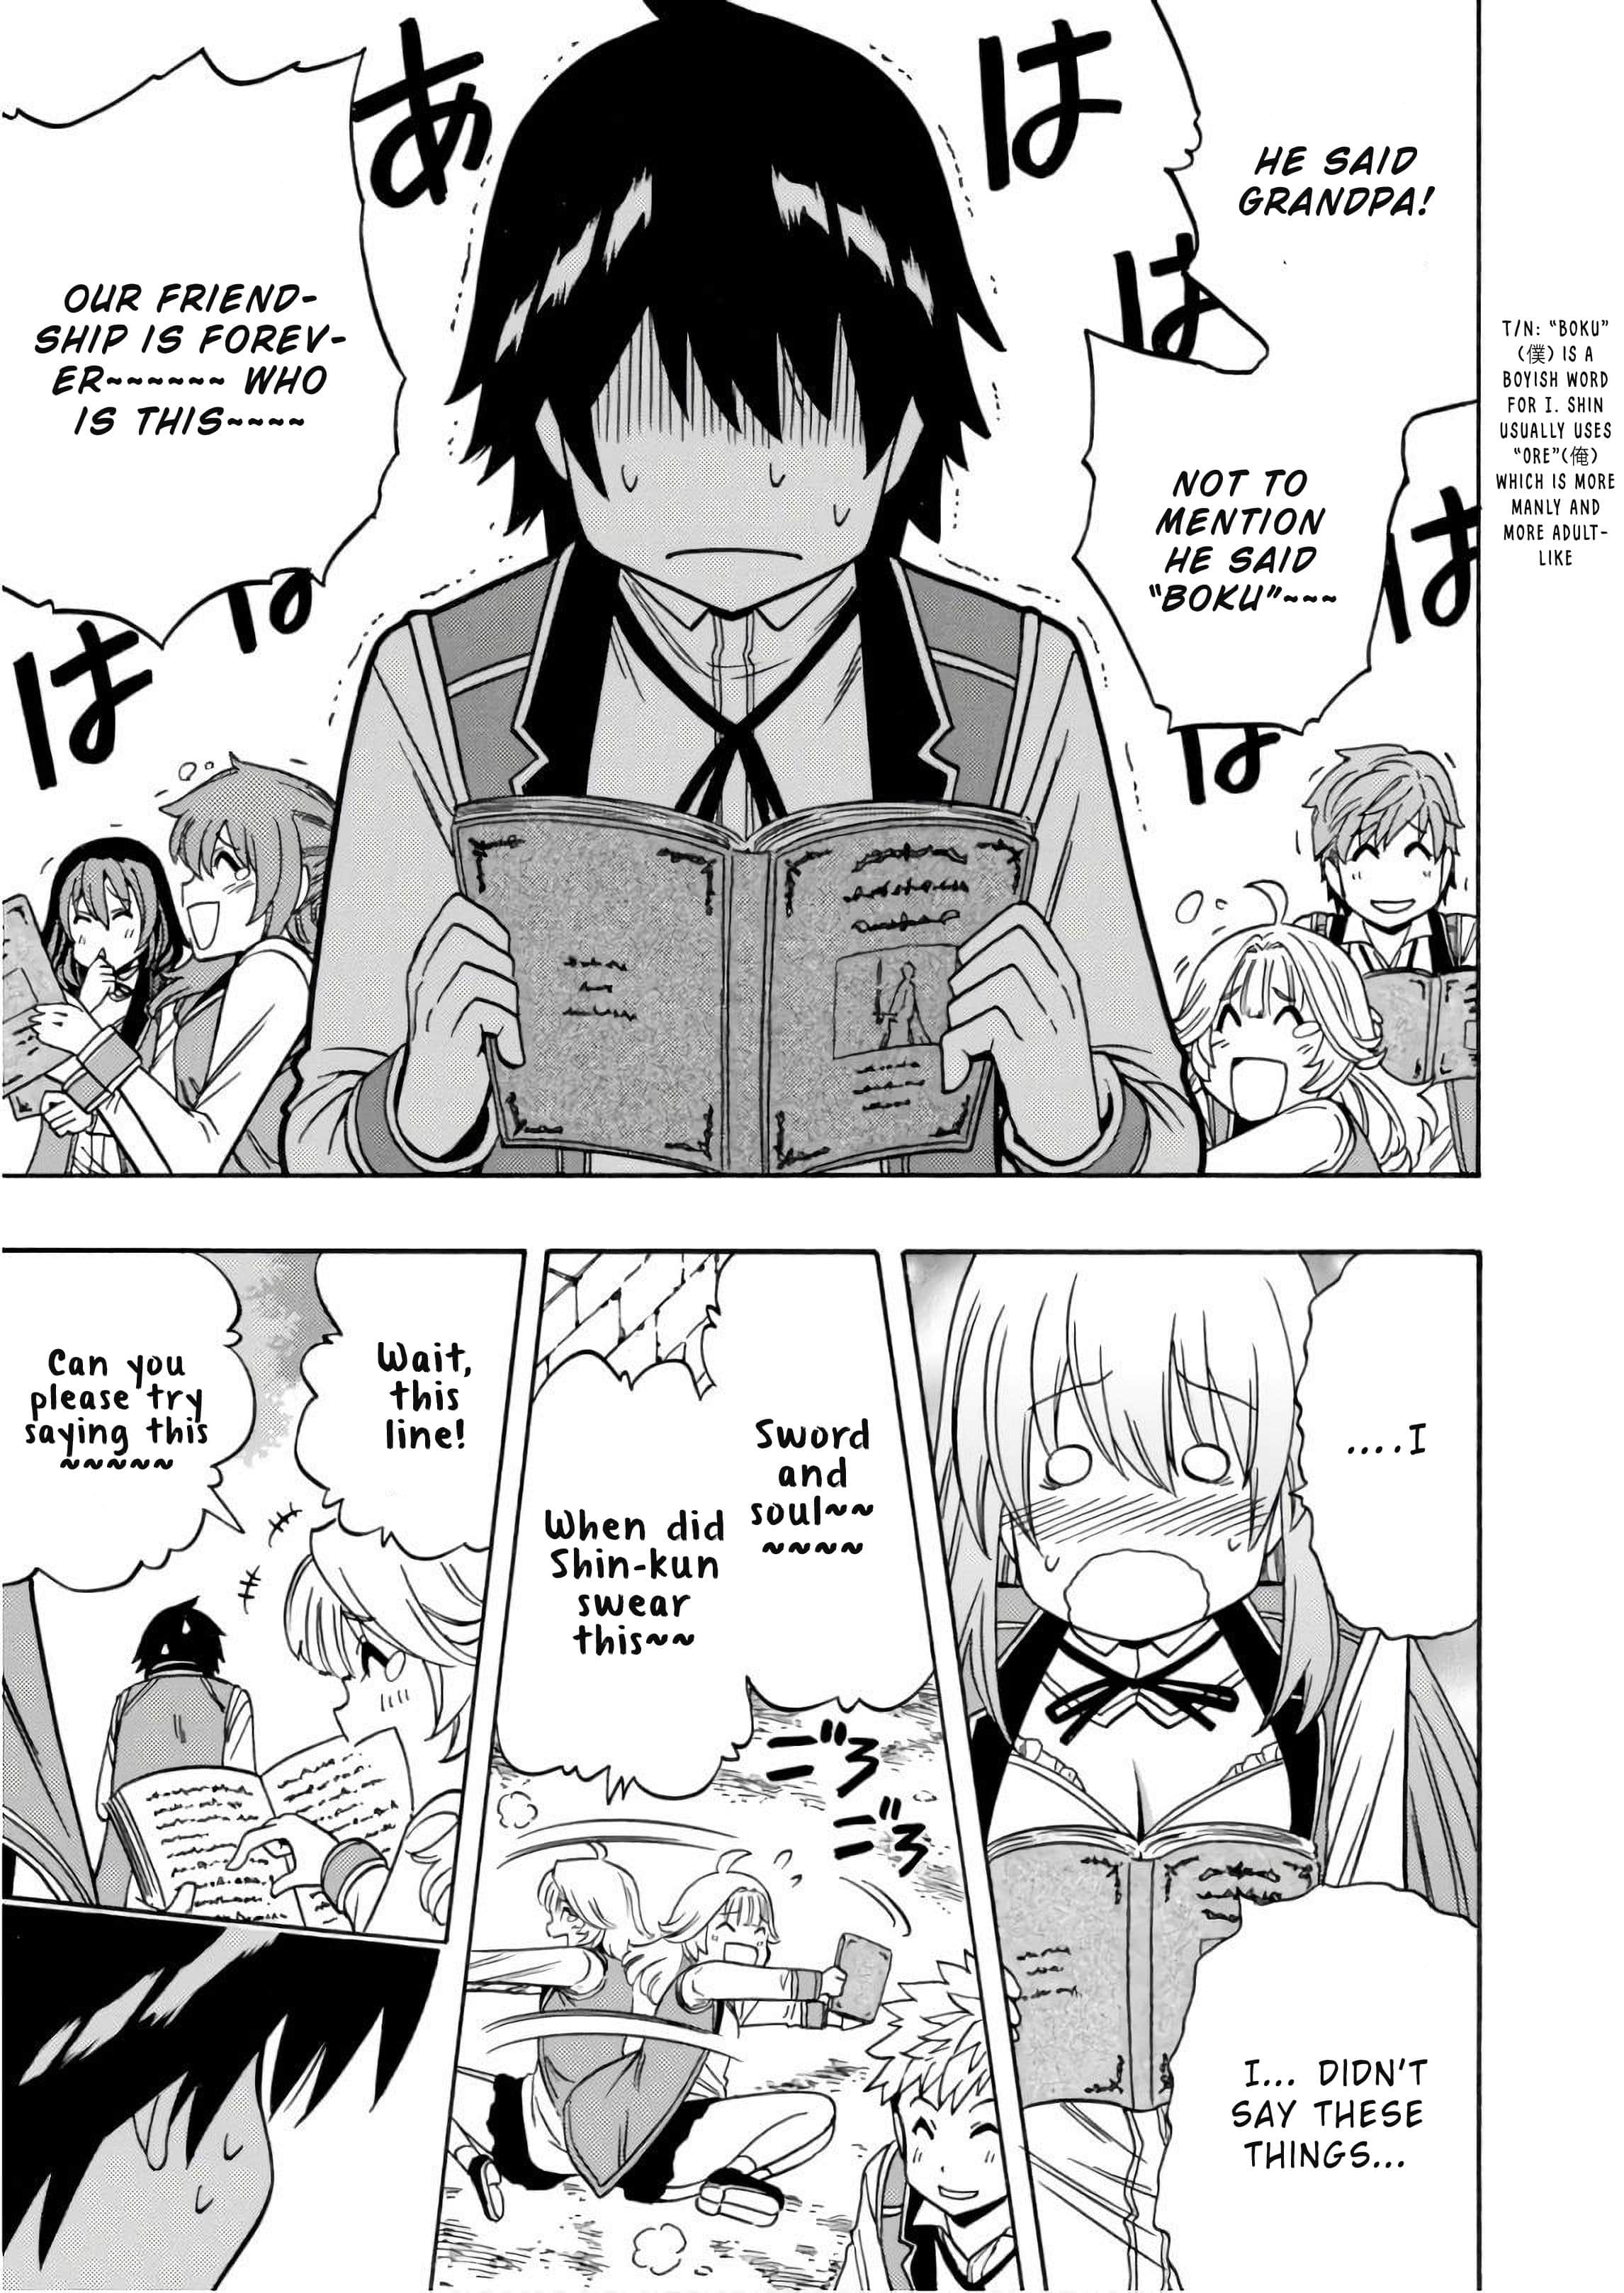 HE SAID
GRANDPA!
T/N: "BOKU"
(僕) IS A
BOYISH WORD
FOR I. SHIN
USUALLY USES
"ORE"(俺)
WHICH IS MORE
MANLY AND
MORE ADULT-
LIKE
NOT TO
MENTION
HE SAID
"BOKU"~~~
OUR FRIEND-
SHIP IS FOREV-
ER~~~~~~ WHO
IS THIS~~~~
は
は
は
は
あ
は
は
....I
I... DIDN'T
SAY THESE
THINGS...
Sword
and
soul~~
~~~~
When did
Shin-kun
swear
this~~
ゴろ
ゴろ
Wait,
this
line!
Can you
please try
saying this
~~~~~